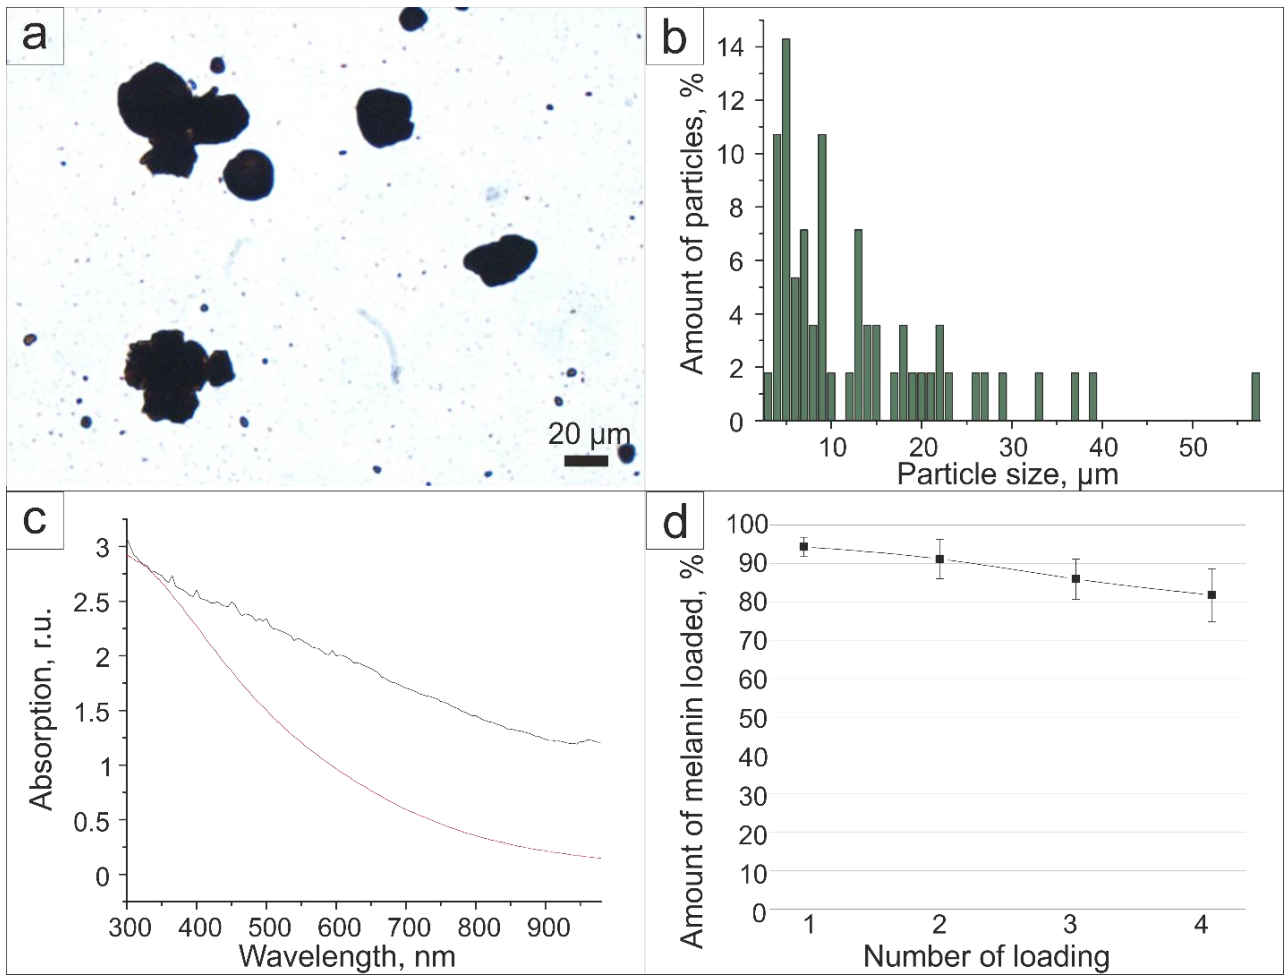 a
20 µm
b
Amount of particles, %
14
12
10
8
6
4
2
0
10 20 30 40 50
Particle size, µm
c
Absorption, r.u.
3
2.5
2
1.5
1
0.5
0
300 400 500 600 700 800 900
Wavelength, nm
d
Amount of melanin loaded, %
100
90
80
70
60
50
40
30
20
10
0
1 2 3 4
Number of loading